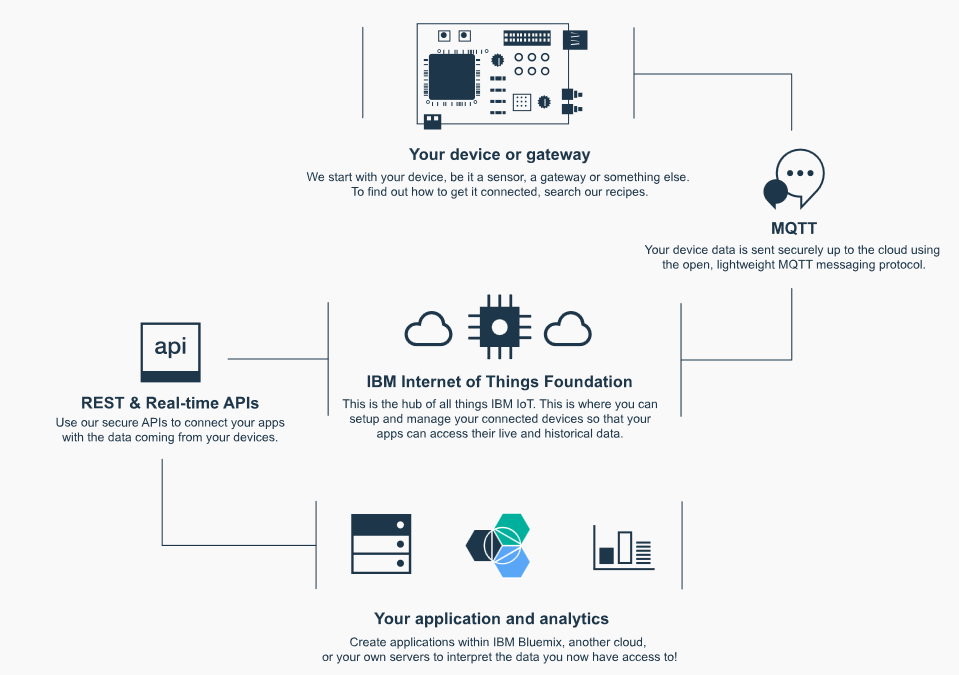 Your device or gateway
We start with your device, be it a sensor, a gateway or something else.
To find out how to get it connected, search our recipes.
MQTT
Your device data is sent securely up to the cloud using
the open, lightweight MQTT messaging protocol.
IBM Internet of Things Foundation
This is the hub of all things IBM IoT. This is where you can
setup and manage your connected devices so that your
apps can access their live and historical data.
api
REST & Real-time APIs
Use our secure APIs to connect your apps
with the data coming from your devices.
Your application and analytics
Create applications within IBM Bluemix, another cloud,
or your own servers to interpret the data you now have access to!